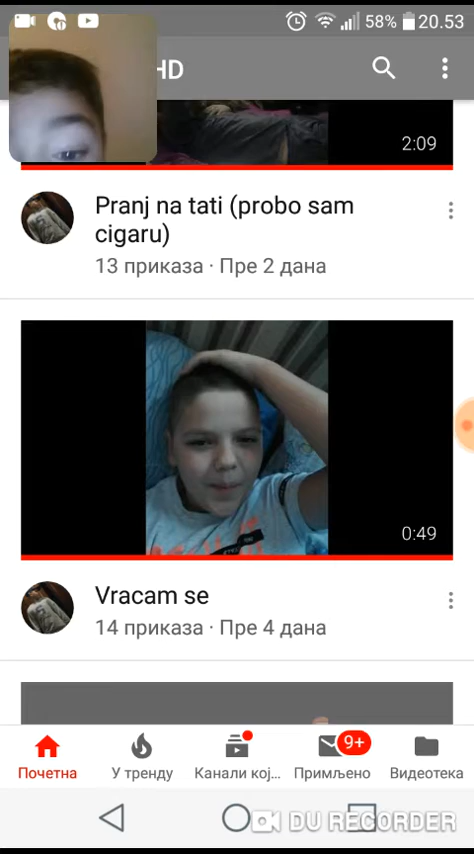 58% 20.53
HD
2:09
Pranj na tati (probo sam
cigaru)
13 приказа · Пре 2 дана
0:49
Vracam se
14 приказа · Пре 4 дана
9+
Почетна У тренду Канали кој... Примљено Видеотека
DU RECORDER